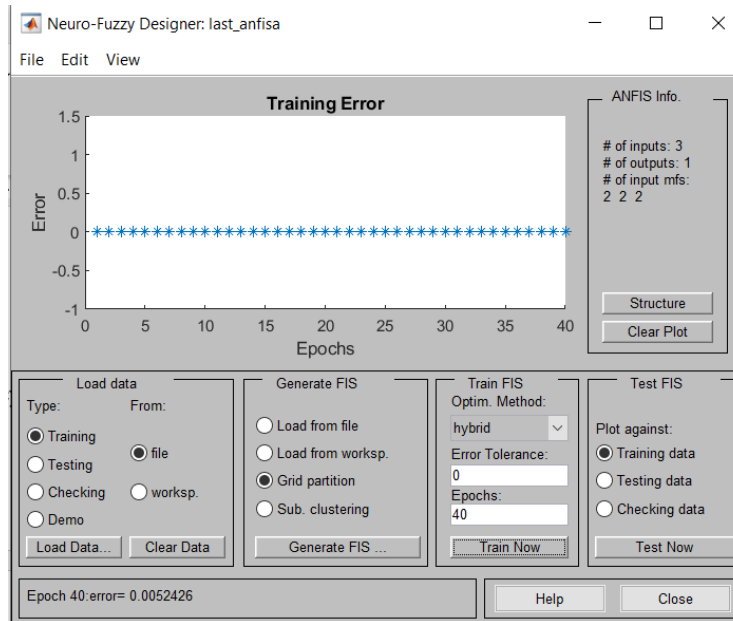 Neuro-Fuzzy Designer: last_anfisa
File Edit View
Training Error
1.5
1
0.5
0
-0.5
-1
Error
0 5 10 15 20 25 30 35 40
Epochs
ANFIS Info.
# of inputs: 3
# of outputs: 1
# of input mfs:
2 2 2
Structure
Clear Plot
Load data
Type: From:
Training
Testing
Checking
Demo
file
worksp.
Load Data... Clear Data
Generate FIS
Load from file
Load from worksp.
Grid partition
Sub. clustering
Generate FIS ...
Train FIS
Optim. Method:
hybrid
Error Tolerance:
0
Epochs:
40
Train Now
Test FIS
Plot against:
Training data
Testing data
Checking data
Test Now
Epoch 40:error= 0.0052426
Help
Close